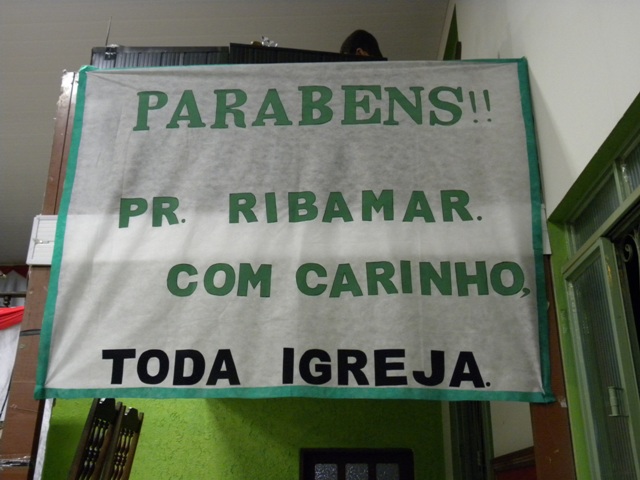 PARABENS!!
PR. RIBAMAR.
COM CARINHO,
TODA IGREJA.